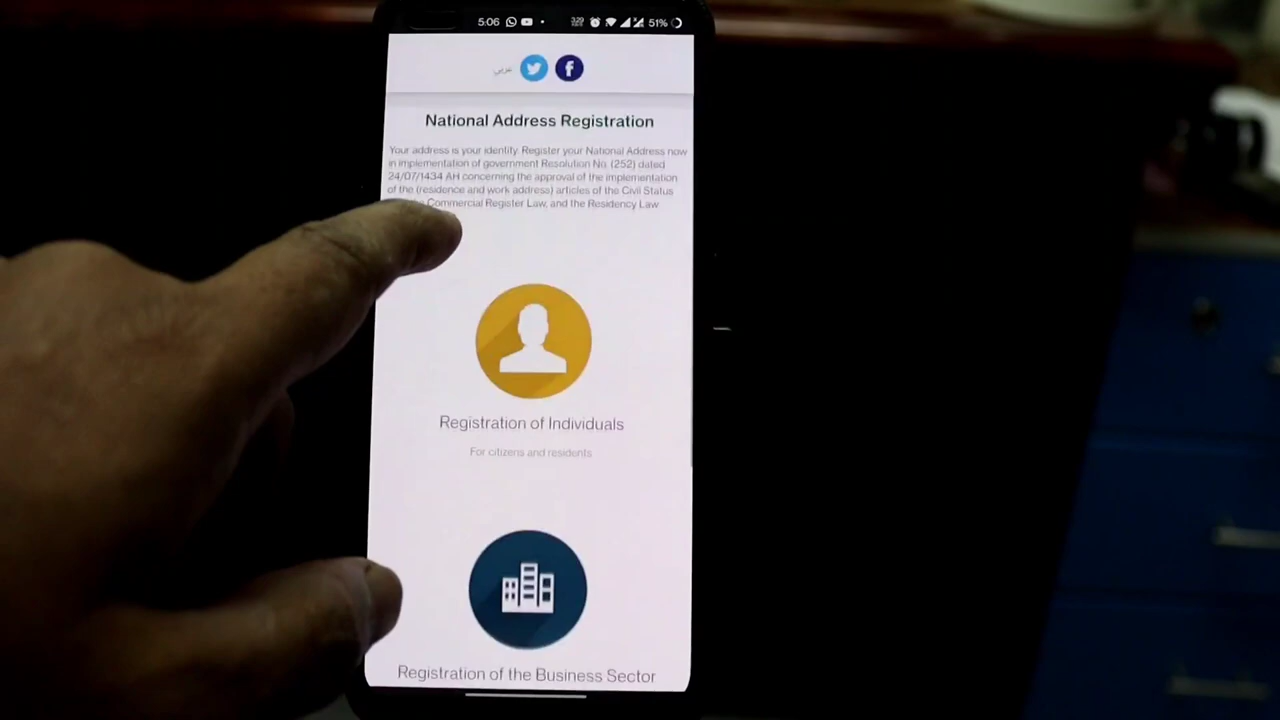 5:06
51%
عربي
National Address Registration
Your address is your identity. Register your National Address now
in implementation of government Resolution No. (252) dated
24/07/1434 AH concerning the approval of the implementation
of the (residence and work address) articles of the Civil Status
Commercial Register Law, and the Residency Law
Registration of Individuals
For citizens and residents
Registration of the Business Sector